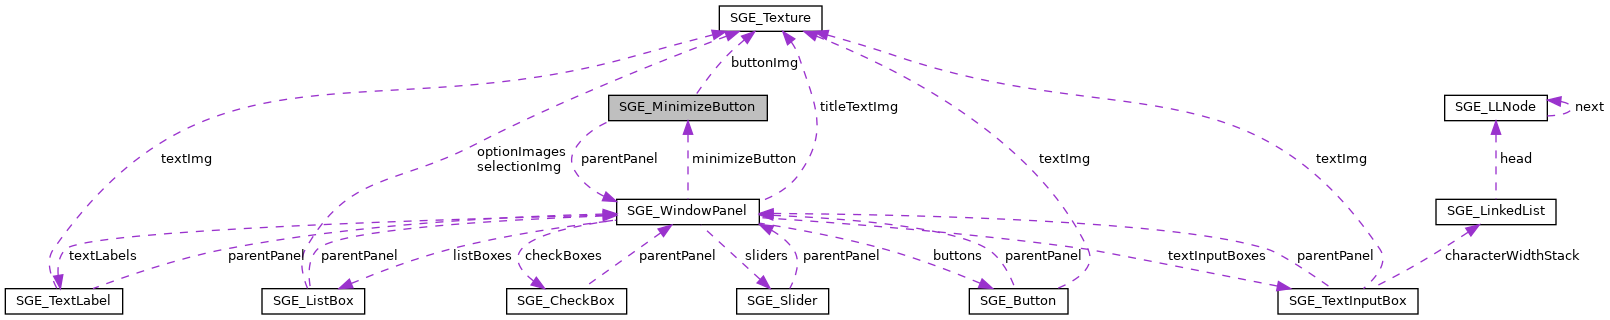 SGE_Texture
buttonImg
SGE_MinimizeButton
titleTextImg
SGE_LLNode
next
textImg
optionImages
selectionImg
parentPanel
minimizeButton
textImg
textImg
head
SGE_WindowPanel
SGE_LinkedList
textLabels
parentPanel
parentPanel
listBoxes
checkBoxes
parentPanel
sliders
parentPanel
buttons
parentPanel
textInputBoxes
parentPanel
characterWidthStack
SGE_TextLabel
SGE_ListBox
SGE_CheckBox
SGE_Slider
SGE_Button
SGE_TextInputBox